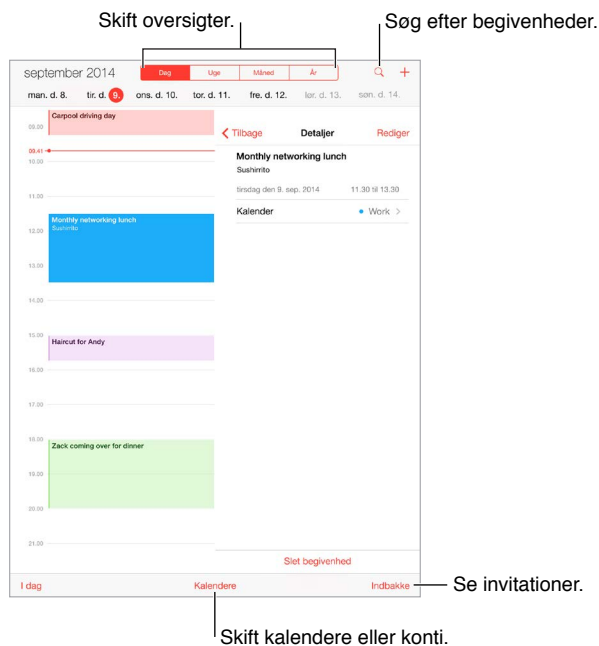 Skift oversigter.
Søg efter begivenheder.
september 2014
Dag Uge Måned År
man. d. 8. tir. d. 9. ons. d. 10. tor. d. 11. fre. d. 12. lør. d. 13. søn. d. 14.
Carpool driving day
09.00
09.41
10.00
11.00
Monthly networking lunch
Sushirrito
12.00
13.00
14.00
15.00
Haircut for Andy
16.00
17.00
18.00
Zack coming over for dinner
19.00
20.00
21.00
Tilbage Detaljer Rediger
Monthly networking lunch
Sushirrito
tirsdag den 9. sep. 2014 11.30 til 13.30
Kalender Work
Slet begivenhed
I dag Kalendere Indbakke
Se invitationer.
Skift kalendere eller konti.